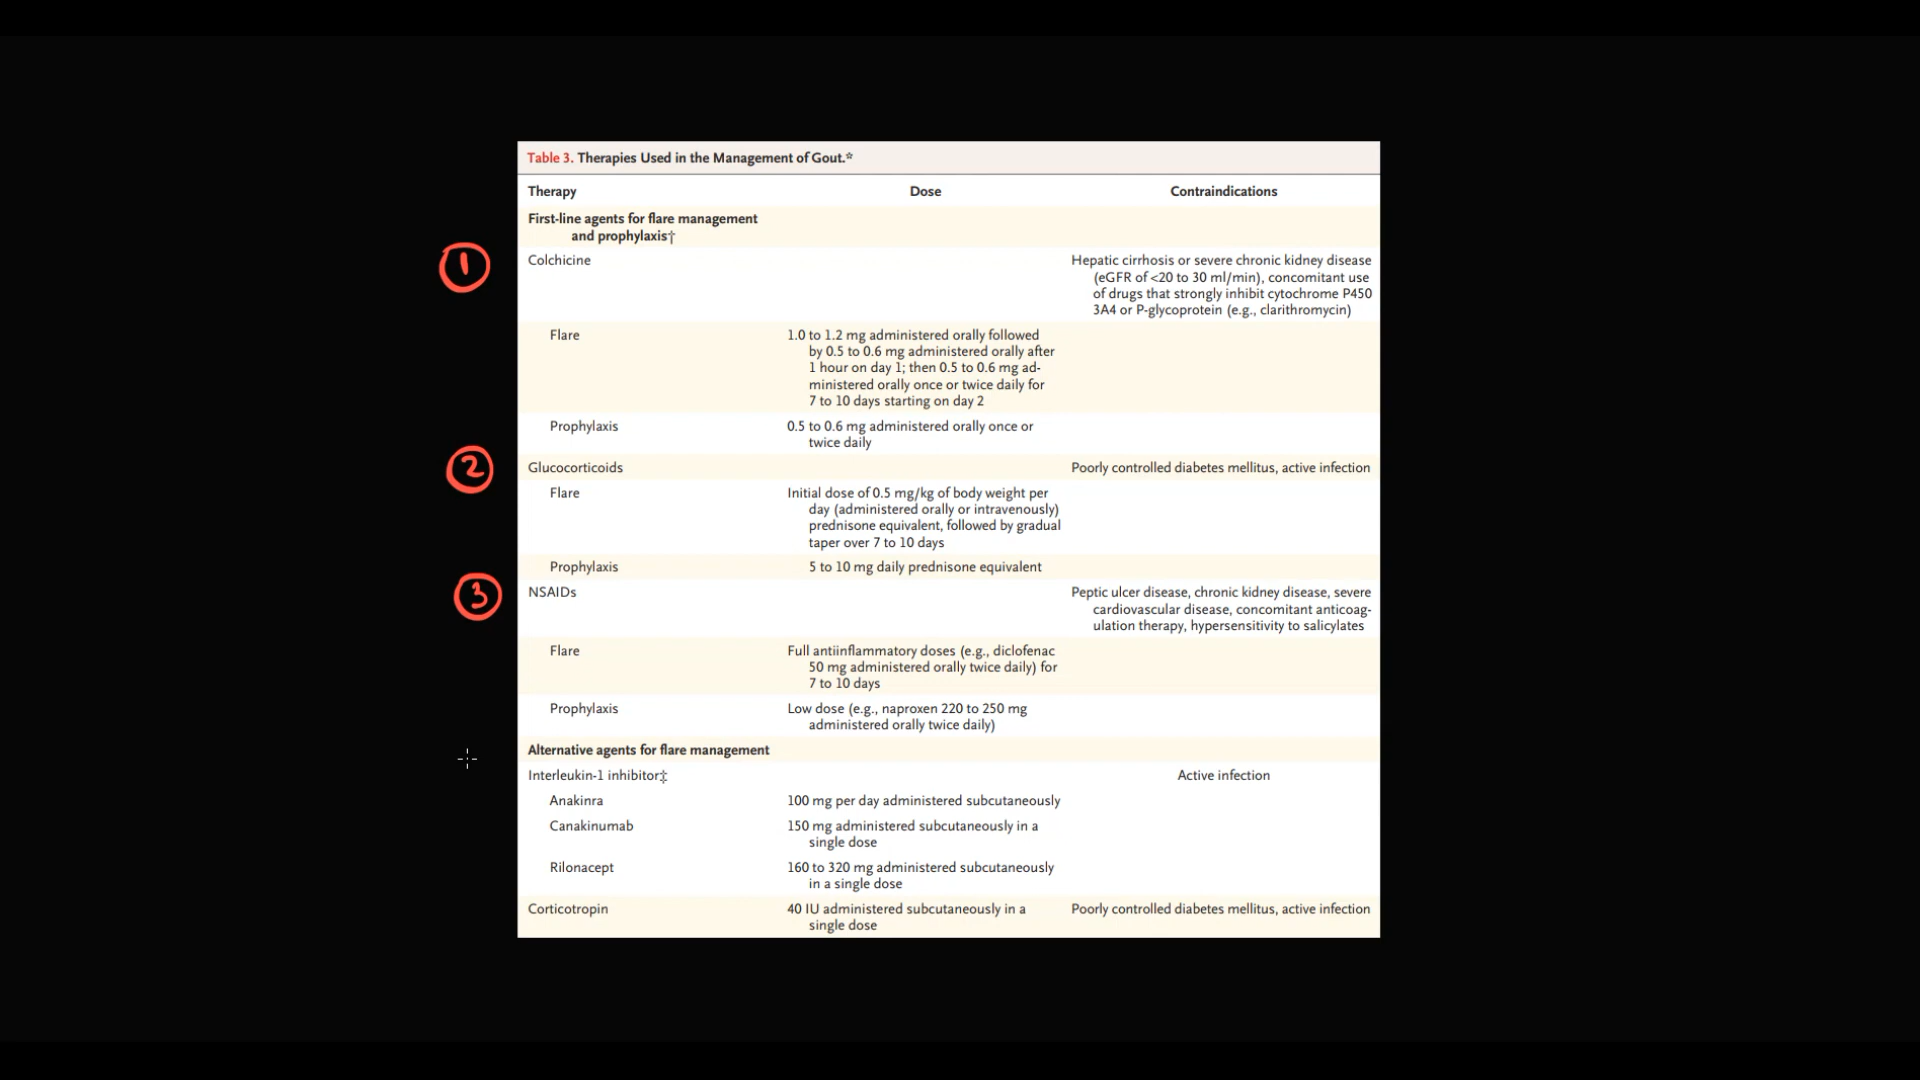 Table 3. Therapies Used in the Management of Gout.*
Therapy Dose Contraindications
First-line agents for flare management
and prophylaxis†
1
Colchicine Hepatic cirrhosis or severe chronic kidney disease
(eGFR of <20 to 30 ml/min), concomitant use
of drugs that strongly inhibit cytochrome P450
3A4 or P-glycoprotein (e.g., clarithromycin)
Flare 1.0 to 1.2 mg administered orally followed
by 0.5 to 0.6 mg administered orally after
1 hour on day 1; then 0.5 to 0.6 mg ad-
ministered orally once or twice daily for
7 to 10 days starting on day 2
Prophylaxis 0.5 to 0.6 mg administered orally once or
twice daily
2
Glucocorticoids Poorly controlled diabetes mellitus, active infection
Flare Initial dose of 0.5 mg/kg of body weight per
day (administered orally or intravenously)
prednisone equivalent, followed by gradual
taper over 7 to 10 days
Prophylaxis 5 to 10 mg daily prednisone equivalent
3
NSAIDs Peptic ulcer disease, chronic kidney disease, severe
cardiovascular disease, concomitant anticoag-
ulation therapy, hypersensitivity to salicylates
Flare Full antiinflammatory doses (e.g., diclofenac
50 mg administered orally twice daily) for
7 to 10 days
Prophylaxis Low dose (e.g., naproxen 220 to 250 mg
administered orally twice daily)
Alternative agents for flare management
Interleukin-1 inhibitor‡ Active infection
Anakinra 100 mg per day administered subcutaneously
Canakinumab 150 mg administered subcutaneously in a
single dose
Rilonacept 160 to 320 mg administered subcutaneously
in a single dose
Corticotropin 40 IU administered subcutaneously in a Poorly controlled diabetes mellitus, active infection
single dose